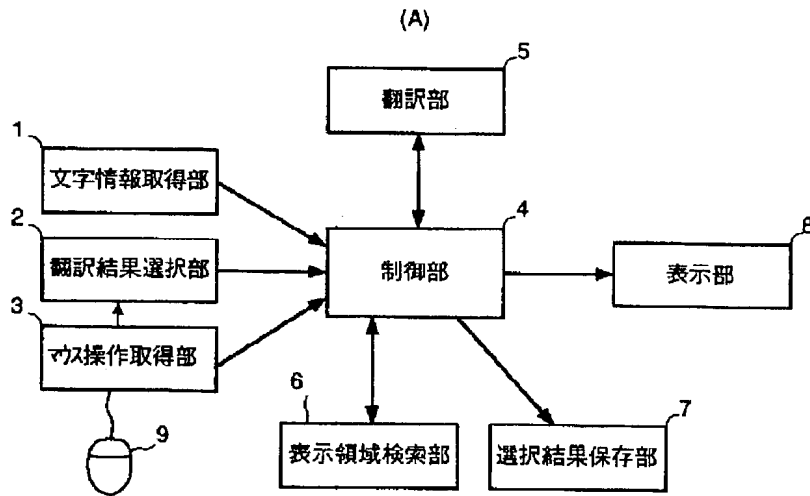 (A)
5
翻訳部
1
文字情報取得部
2
翻訳結果選択部
3
マウス操作取得部
4
制御部
8
表示部
6
表示領域検索部
7
選択結果保存部
9